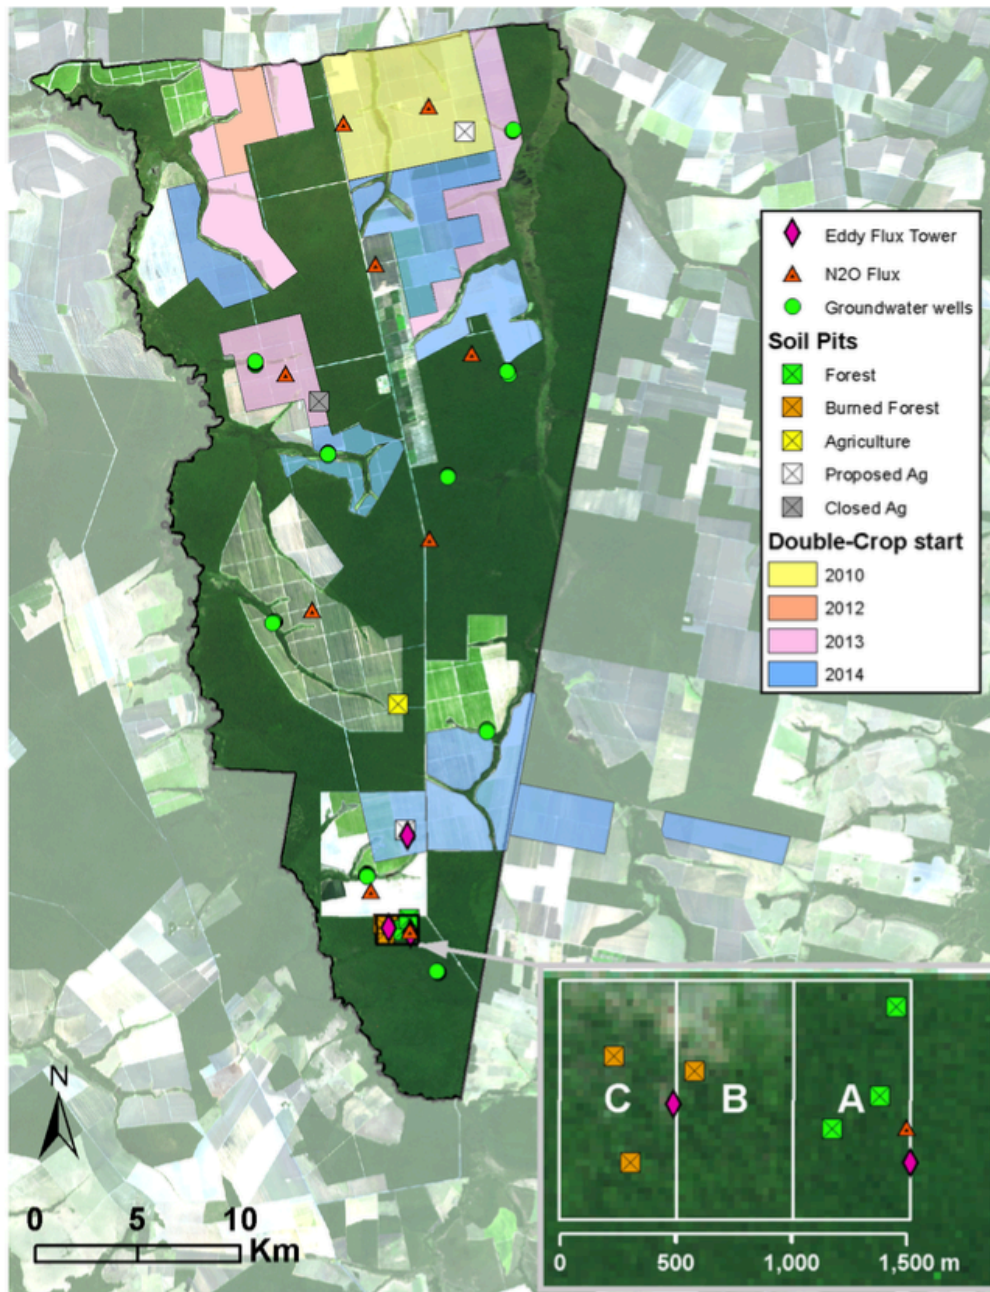 Eddy Flux Tower
N2O Flux
Groundwater wells
Soil Pits
Forest
Burned Forest
Agriculture
Proposed Ag
Closed Ag
Double-Crop start
2010
2012
2013
2014
N
0 5 10
Km
C B A
0 500 1,000 1,500 m